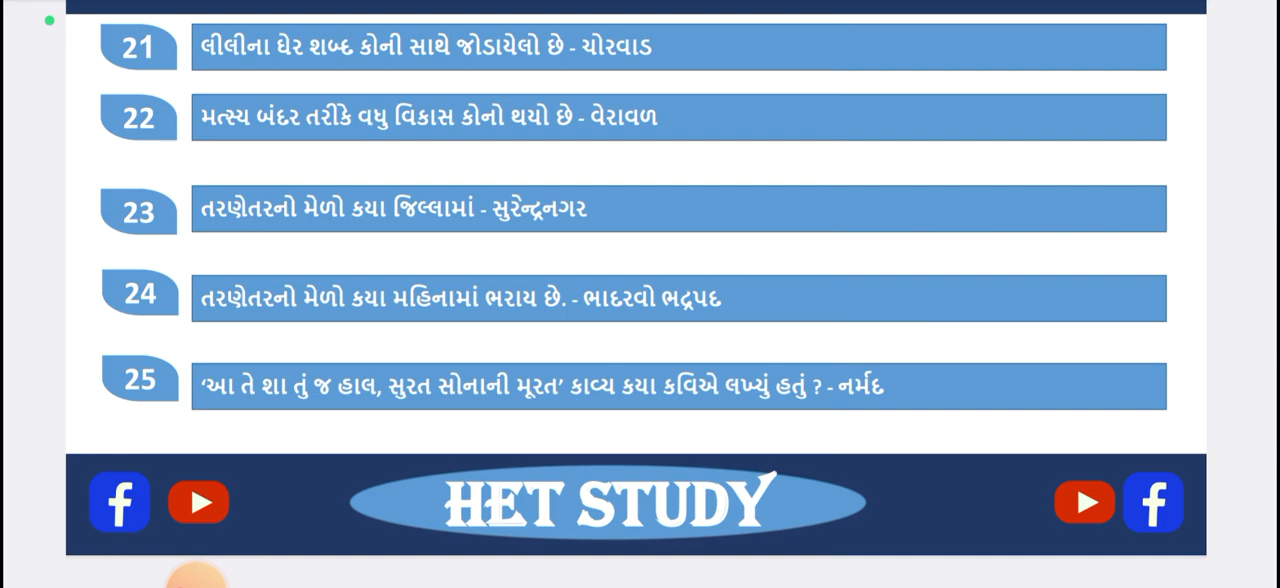 21
લીલીના ઘેર શબ્દ કોની સાથે જોડાયેલો છે - ચોરવાડ
22
મત્સ્ય બંદર તરીકે વધુ વિકાસ કોનો થયો છે - વેરાવળ
23
તરણેતરનો મેળો કયા જિલ્લામાં - સુરેન્દ્રનગર
24
તરણેતરનો મેળો કયા મહિનામાં ભરાય છે. - ભાદરવો ભદ્રપદ
25
‘આ તે શા તું જ હાલ, સુરત સોનાની મૂરત’ કાવ્ય કયા કવિએ લખ્યું હતું ? - નર્મદ
HET STUDY